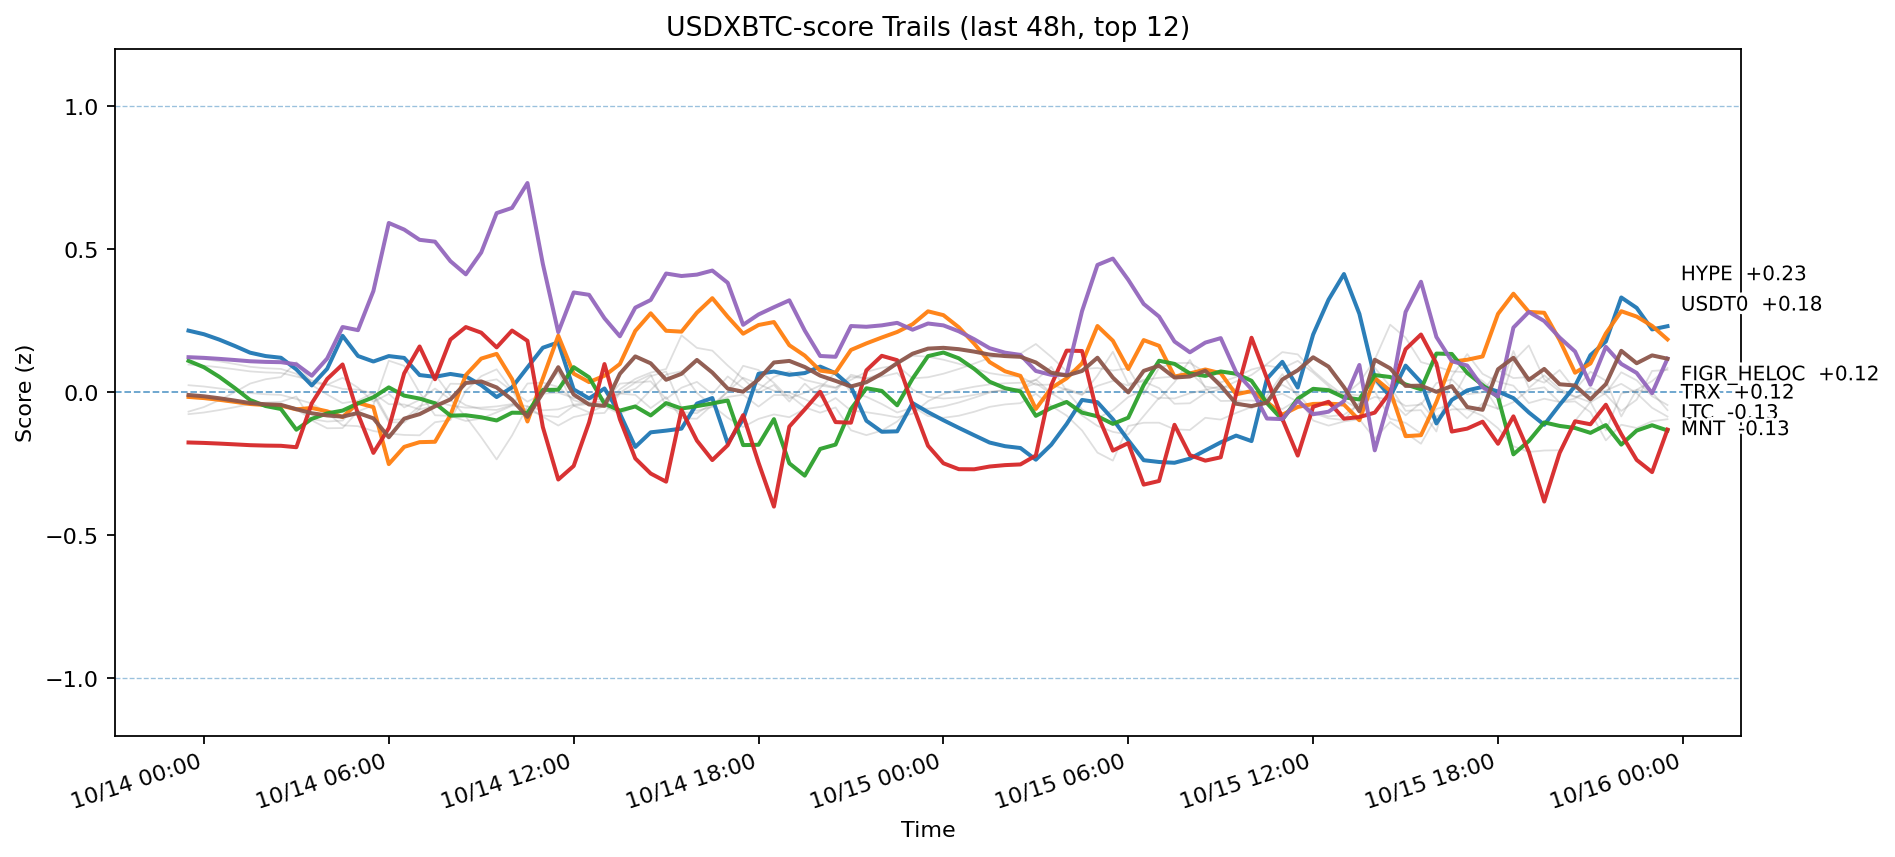 USDXBTC-score Trails (last 48h, top 12)
Score (z)
1.0
0.5
0.0
−0.5
−1.0
HYPE +0.23
USDT0 +0.18
FIGR_HELOC +0.12
TRX +0.12
LTC -0.13
MNT -0.13
10/14 00:00
10/14 06:00
10/14 12:00
10/14 18:00
10/15 00:00
10/15 06:00
10/15 12:00
10/15 18:00
10/16 00:00
Time